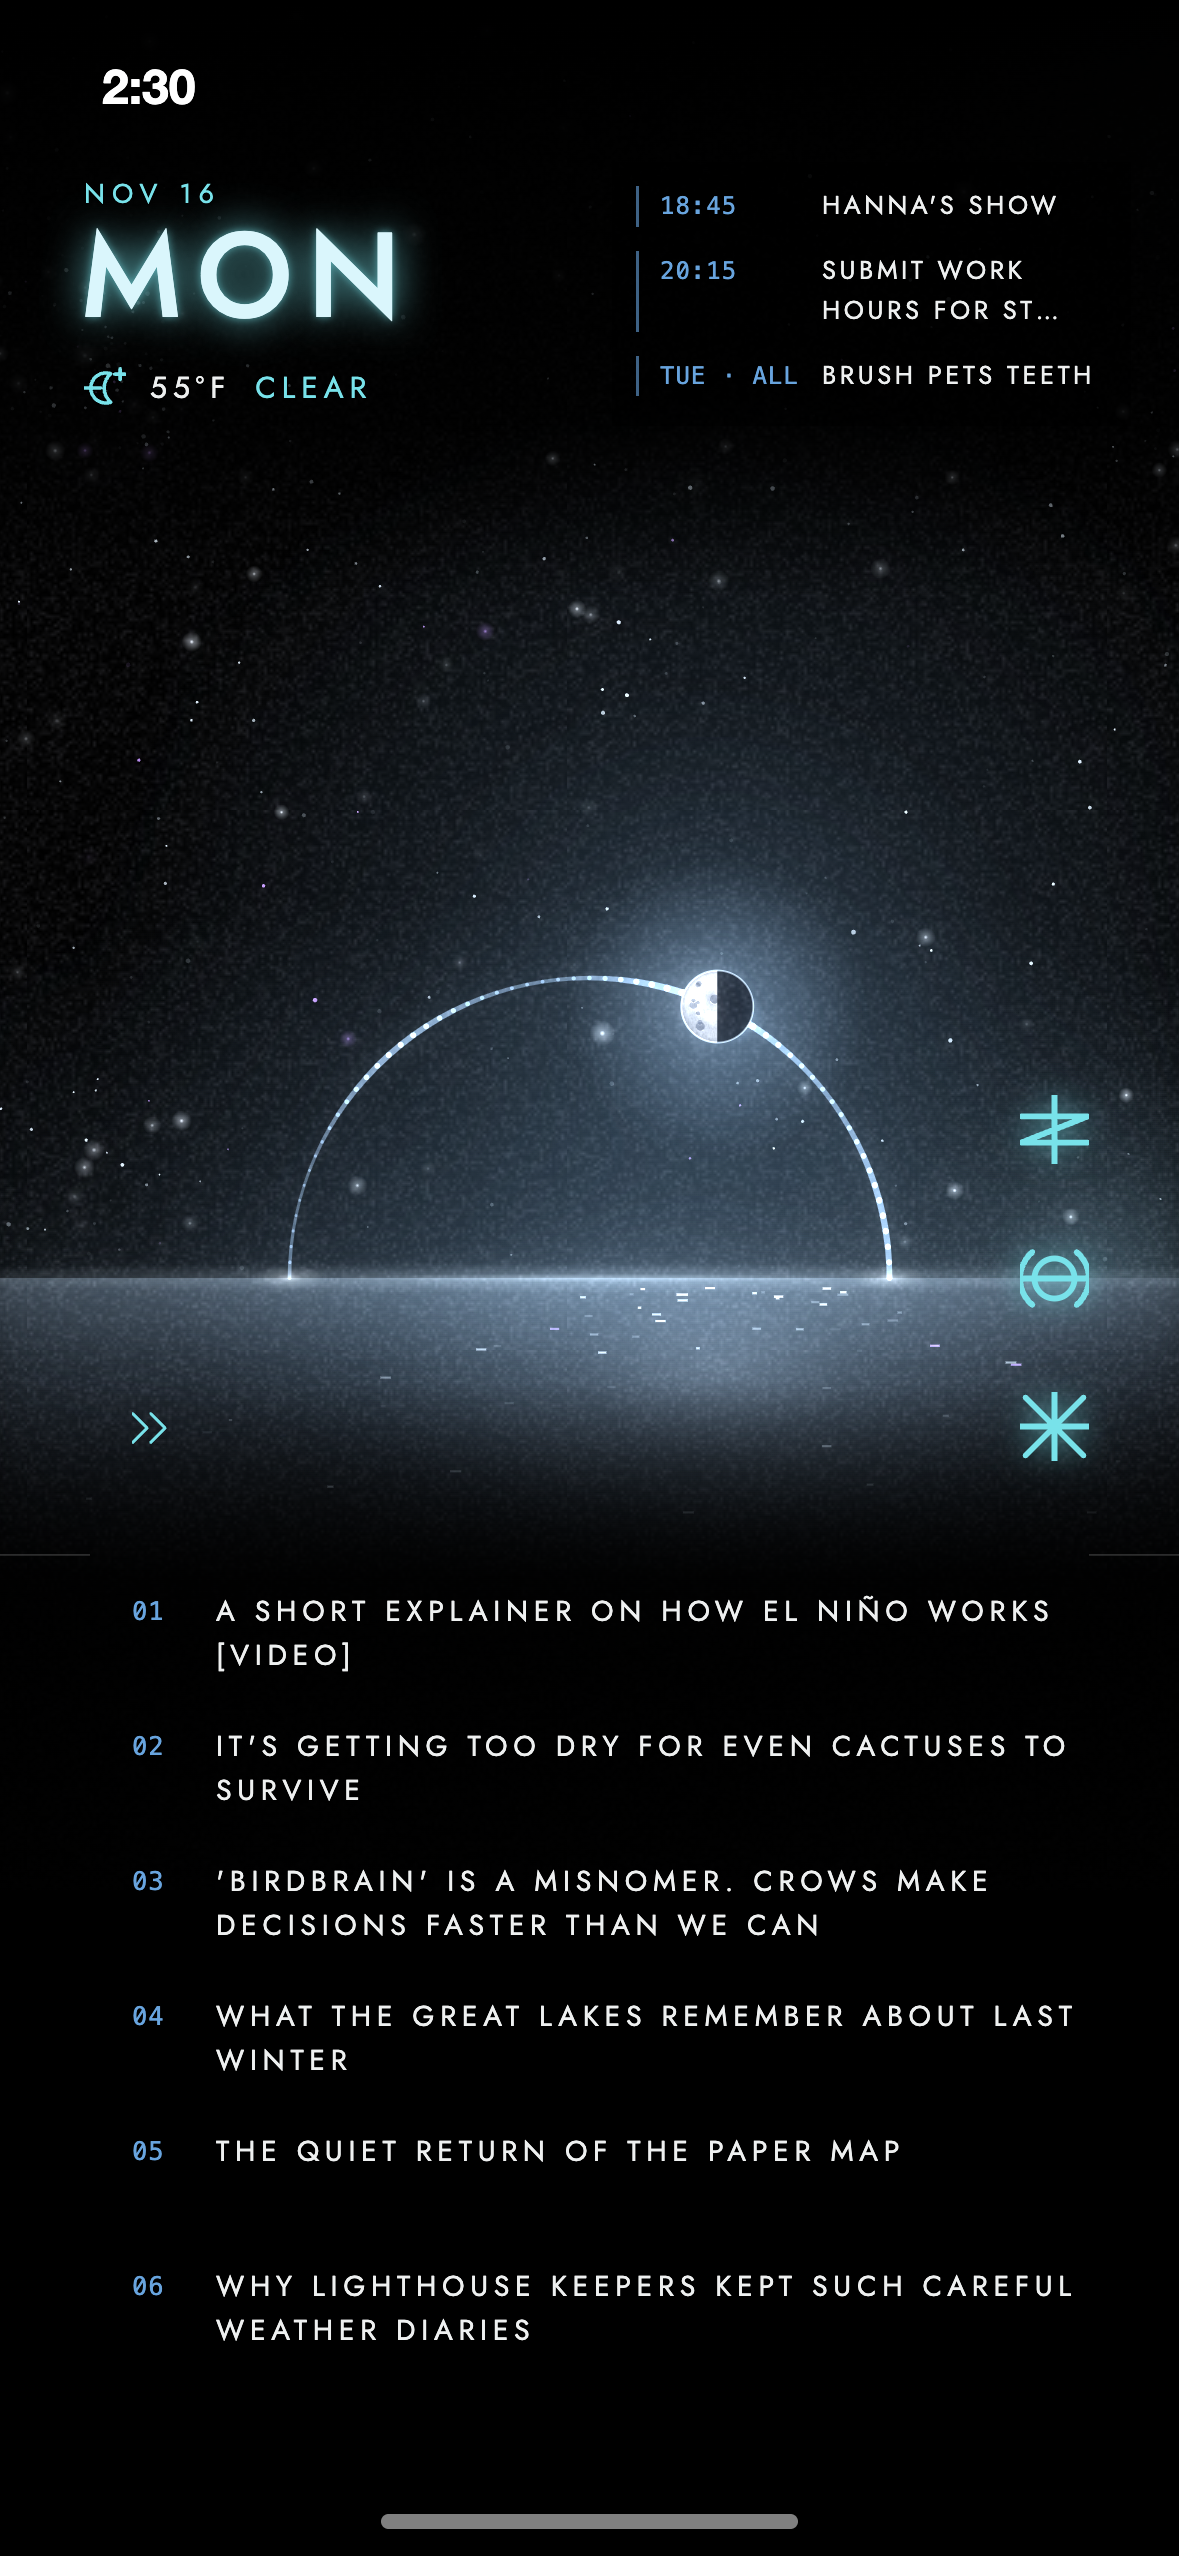 2:30
NOV 16
MON
55°F CLEAR
18:45 HANNA'S SHOW
20:15 SUBMIT WORK
HOURS FOR ST...
TUE · ALL BRUSH PETS TEETH
01 A SHORT EXPLAINER ON HOW EL NIÑO WORKS
[VIDEO]
02 IT'S GETTING TOO DRY FOR EVEN CACTUSES TO
SURVIVE
03 'BIRDBRAIN' IS A MISNOMER. CROWS MAKE
DECISIONS FASTER THAN WE CAN
04 WHAT THE GREAT LAKES REMEMBER ABOUT LAST
WINTER
05 THE QUIET RETURN OF THE PAPER MAP
06 WHY LIGHTHOUSE KEEPERS KEPT SUCH CAREFUL
WEATHER DIARIES